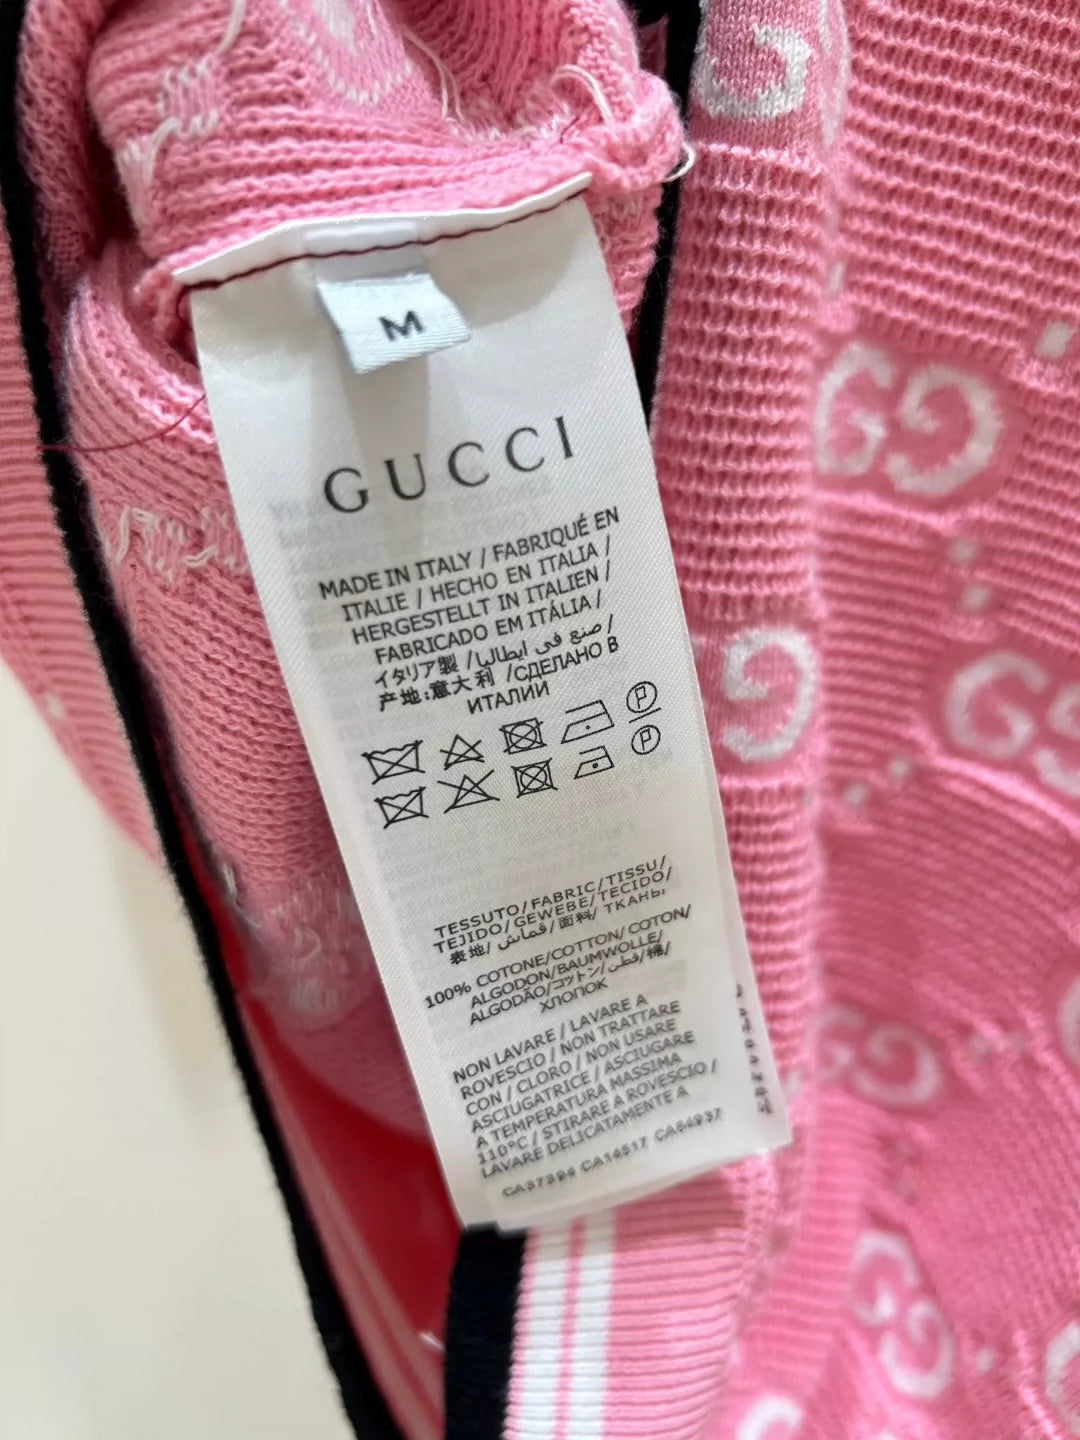 M
GUCCI
MADE IN ITALY / FABRIQUÉ EN
ITALIE / HECHO EN ITALIA /
HERGESTELLT IN ITALIEN /
FABRICADO EM ITÁLIA /
イタリア製 / صنع في ايطاليا /
产地:意大利 /СДЕЛАНО В
ИТАЛИИ
TESSUTO/FABRIC/TISSU/
TEJIDO/GEWEBE/TECIDO/
表地/ قماش/面料/ ТКАНЬ:
100% COTONE/COTTON/COTON/
ALGODON/BAUMWOLLE/
ALGODÃO/コットン/قطن/棉/
ХЛОПОК
NON LAVARE / LAVARE A
ROVESCIO / NON TRATTARE
CON / CLORO / NON USARE
ASCIUGATRICE / ASCIUGARE
A TEMPERATURA MASSIMA
110°C / STIRARE A ROVESCIO /
LAVARE DELICATAMENTE A
CA37394 CA14517 CA64937